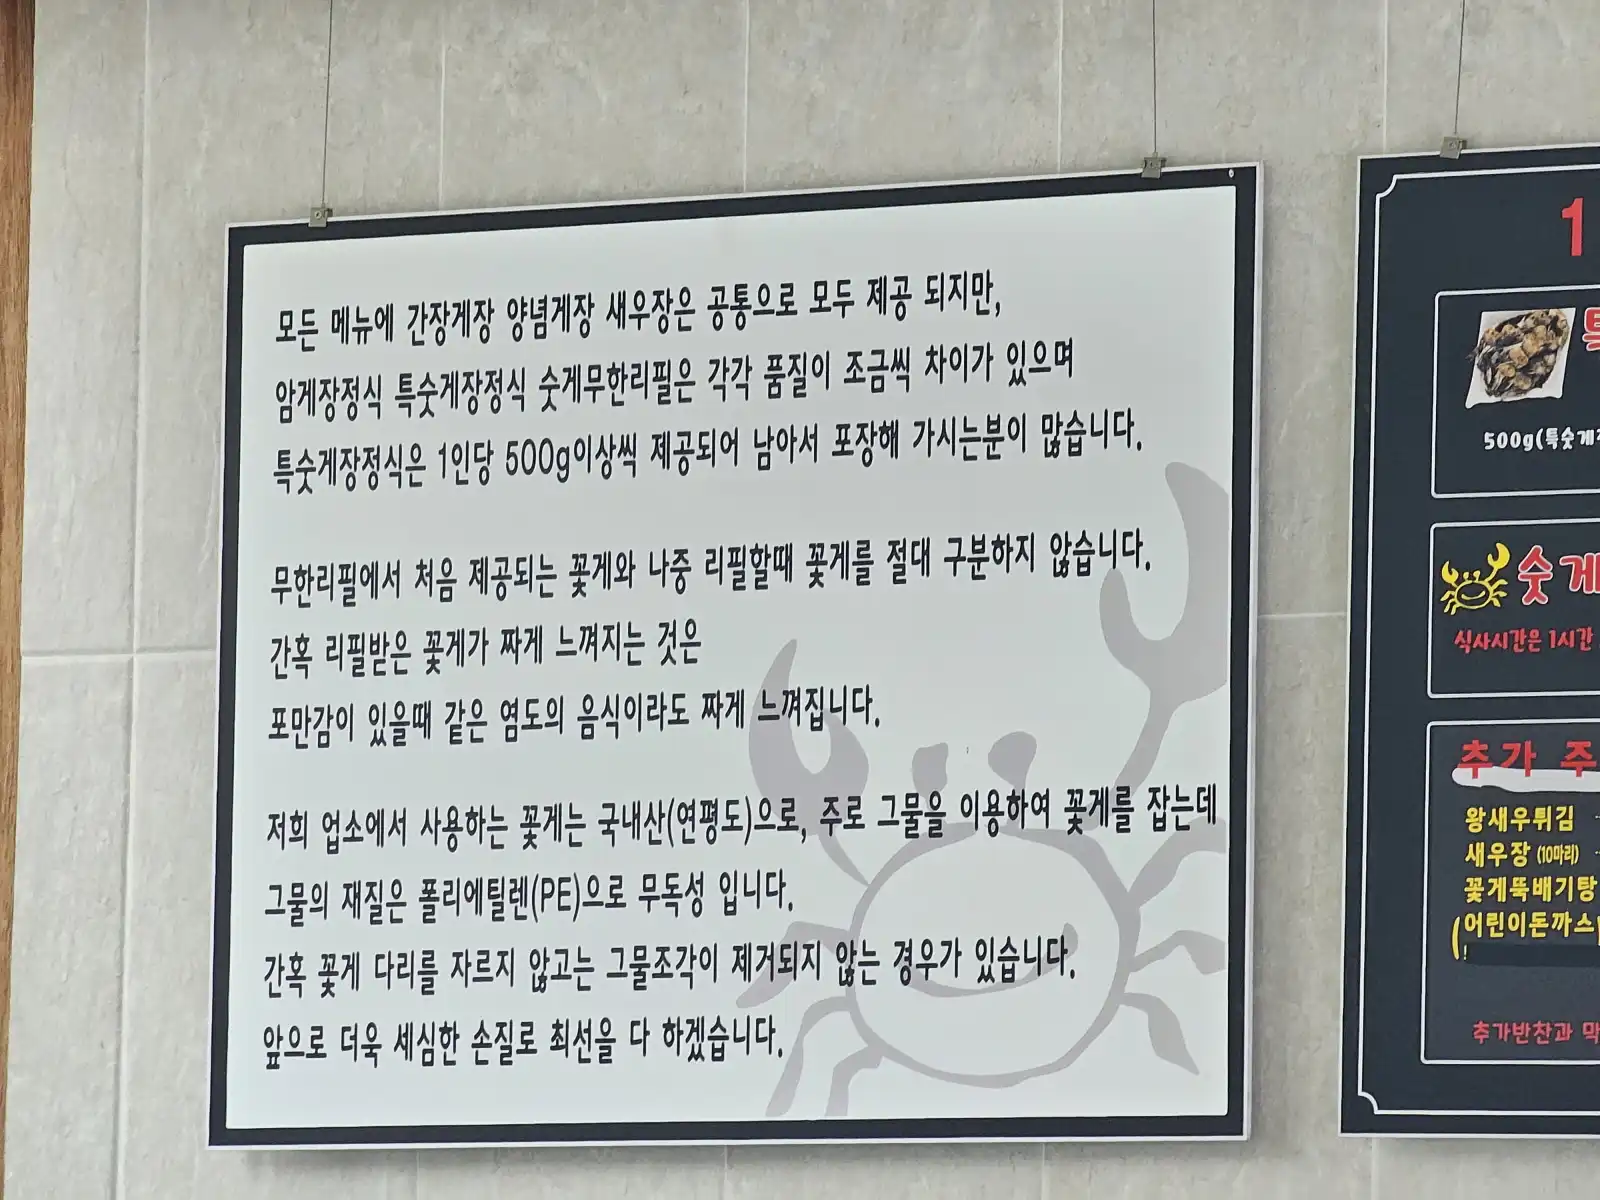 모든 메뉴에 간장게장 양념게장 새우장은 공통으로 모두 제공 되지만,
암게장정식 특숫게장정식 숫게무한리필은 각각 품질이 조금씩 차이가 있으며
특숫게장정식은 1인당 500g이상씩 제공되어 남아서 포장해 가시는분이 많습니다.
무한리필에서 처음 제공되는 꽃게와 나중 리필할때 꽃게를 절대 구분하지 않습니다.
간혹 리필받은 꽃게가 짜게 느껴지는 것은
포만감이 있을때 같은 염도의 음식이라도 짜게 느껴집니다.
저희 업소에서 사용하는 꽃게는 국내산(연평도)으로, 주로 그물을 이용하여 꽃게를 잡는데
그물의 재질은 폴리에틸렌(PE)으로 무독성 입니다.
간혹 꽃게 다리를 자르지 않고는 그물조각이 제거되지 않는 경우가 있습니다.
앞으로 더욱 세심한 손질로 최선을 다 하겠습니다.
1
500g(특숫게
숫게
식사시간은 1시간
추가 주
왕새우튀김
새우장 (10마리)
꽃게뚝배기탕
(어린이돈까스
추가반찬과